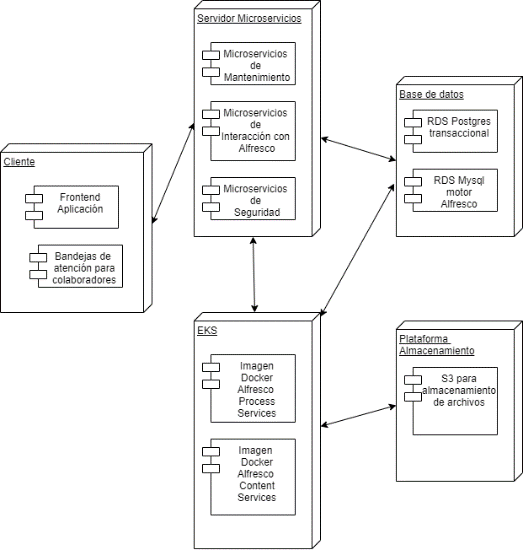 Servidor Microservicios
Microservicios
de
Mantenimiento
Microservicios
de
Interacción con
Alfresco
Microservicios
de
Seguridad
Cliente
Frontend
Aplicación
Bandejas de
atención para
colaboradores
Base de datos
RDS Postgres
transaccional
RDS Mysql
motor
Alfresco
EKS
Imagen
Docker
Alfresco
Process
Services
Imagen
Docker
Alfresco
Content
Services
Plataforma
Almacenamiento
S3 para
almacenamiento
de archivos